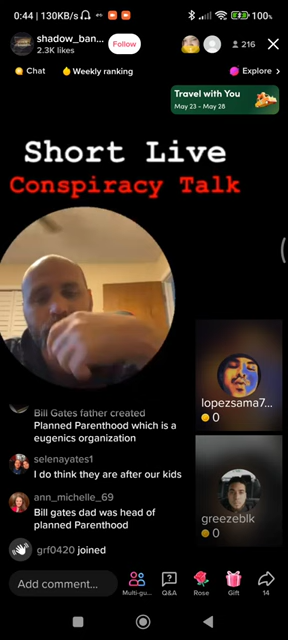 0:44 | 130KB/s
100%
shadow_ban...
2.3K likes
Follow
216
Chat
Weekly ranking
Explore >
Travel with You
May 23 - May 28
Short Live
Conspiracy Talk
lopezsama7...
0
Bill Gates father created
Planned Parenthood which is a
eugenics organization
selenayates1
I do think they are after our kids
ann_michelle_69
Bill gates dad was head of
planned Parenthood
greezeblk
0
grf0420 joined
Add comment...
Multi-gu...
Q&A
Rose
Gift
14